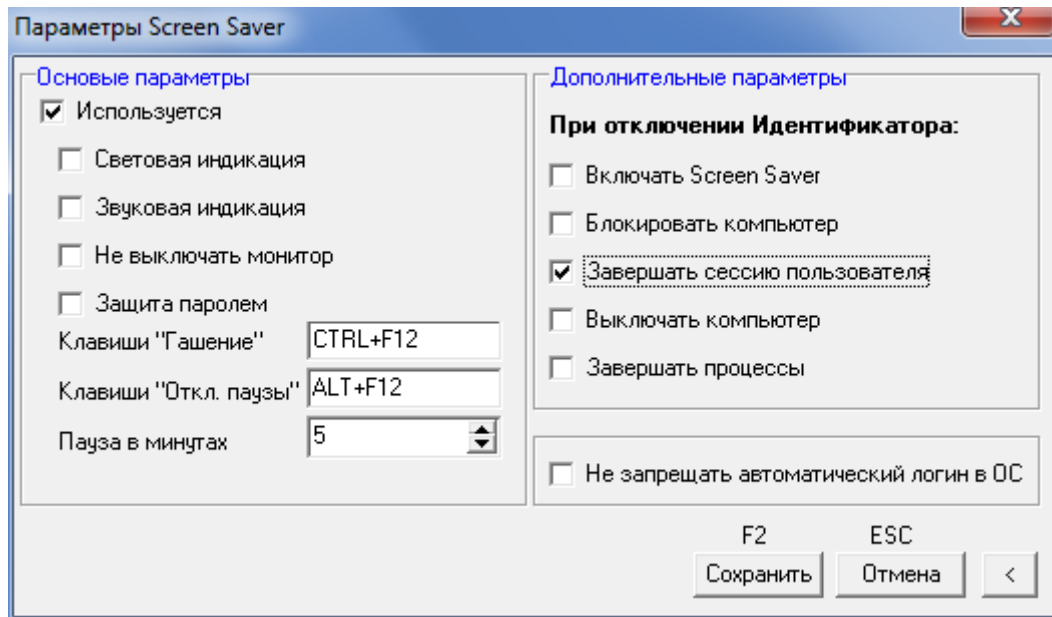 Параметры Screen Saver
Основые параметры
Используется
Световая индикация
Звуковая индикация
Не выключать монитор
Защита паролем
Клавиши "Гашение" CTRL+F12
Клавиши "Откл. паузы" ALT+F12
Пауза в минутах 5
Дополнительные параметры
При отключении Идентификатора:
Включать Screen Saver
Блокировать компьютер
Завершать сессию пользователя
Выключать компьютер
Завершать процессы
Не запрещать автоматический логин в ОС
F2 ESC
Сохранить Отмена <